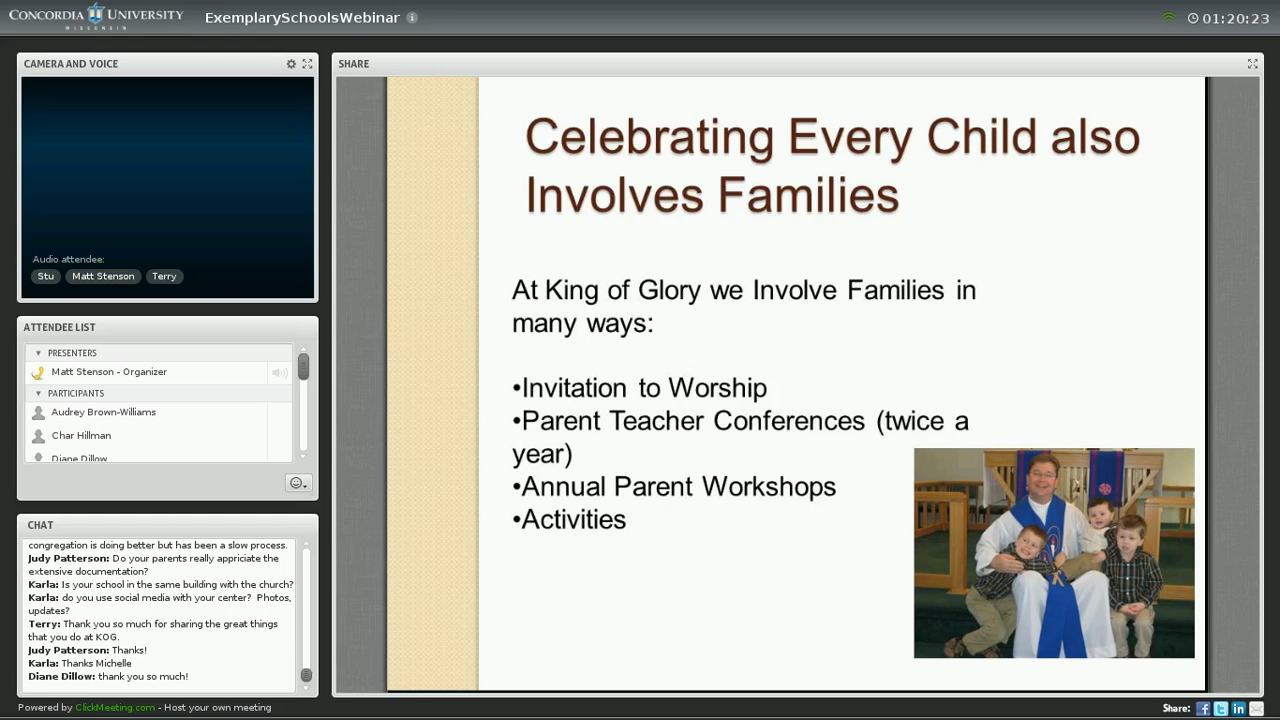 CONCORDIA UNIVERSITY
WISCONSIN
ExemplarySchoolsWebinar
01:20:23
CAMERA AND VOICE
Audio attendee:
Stu Matt Stenson Terry
ATTENDEE LIST
PRESENTERS
Matt Stenson - Organizer
PARTICIPANTS
Audrey Brown-Williams
Char Hillman
Diane Dillow
CHAT
congregation is doing better but has been a slow process.
Judy Patterson: Do your parents really appriciate the
extensive documentation?
Karla: Is your school in the same building with the church?
Karla: do you use social media with your center? Photos,
updates?
Terry: Thank you so much for sharing the great things
that you do at KOG.
Judy Patterson: Thanks!
Karla: Thanks Michelle
Diane Dillow: thank you so much!
SHARE
Celebrating Every Child also
Involves Families
At King of Glory we Involve Families in
many ways:
•Invitation to Worship
•Parent Teacher Conferences (twice a
year)
•Annual Parent Workshops
•Activities
Powered by ClickMeeting.com - Host your own meeting
Share: